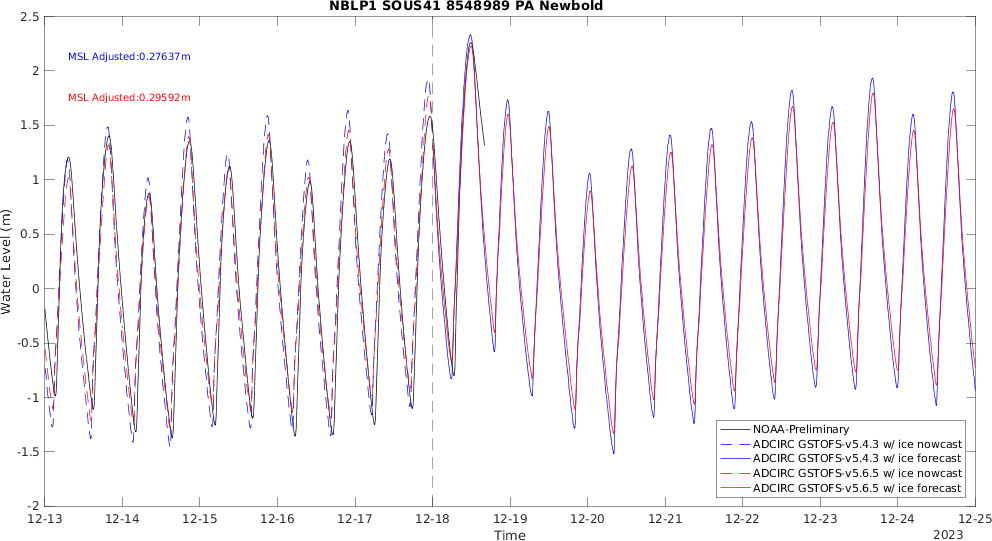 NBLP1 SOUS41 8548989 PA Newbold
2.5
2
1.5
1
0.5
0
-0.5
-1
-1.5
-2
Water Level (m)
MSL Adjusted:0.27637m
MSL Adjusted:0.29592m
NOAA-Preliminary
ADCIRC GSTOFS-v5.4.3 w/ ice nowcast
ADCIRC GSTOFS-v5.4.3 w/ ice forecast
ADCIRC GSTOFS-v5.6.5 w/ ice nowcast
ADCIRC GSTOFS-v5.6.5 w/ ice forecast
12-13 12-14 12-15 12-16 12-17 12-18 12-19 12-20 12-21 12-22 12-23 12-24 12-25
Time
2023